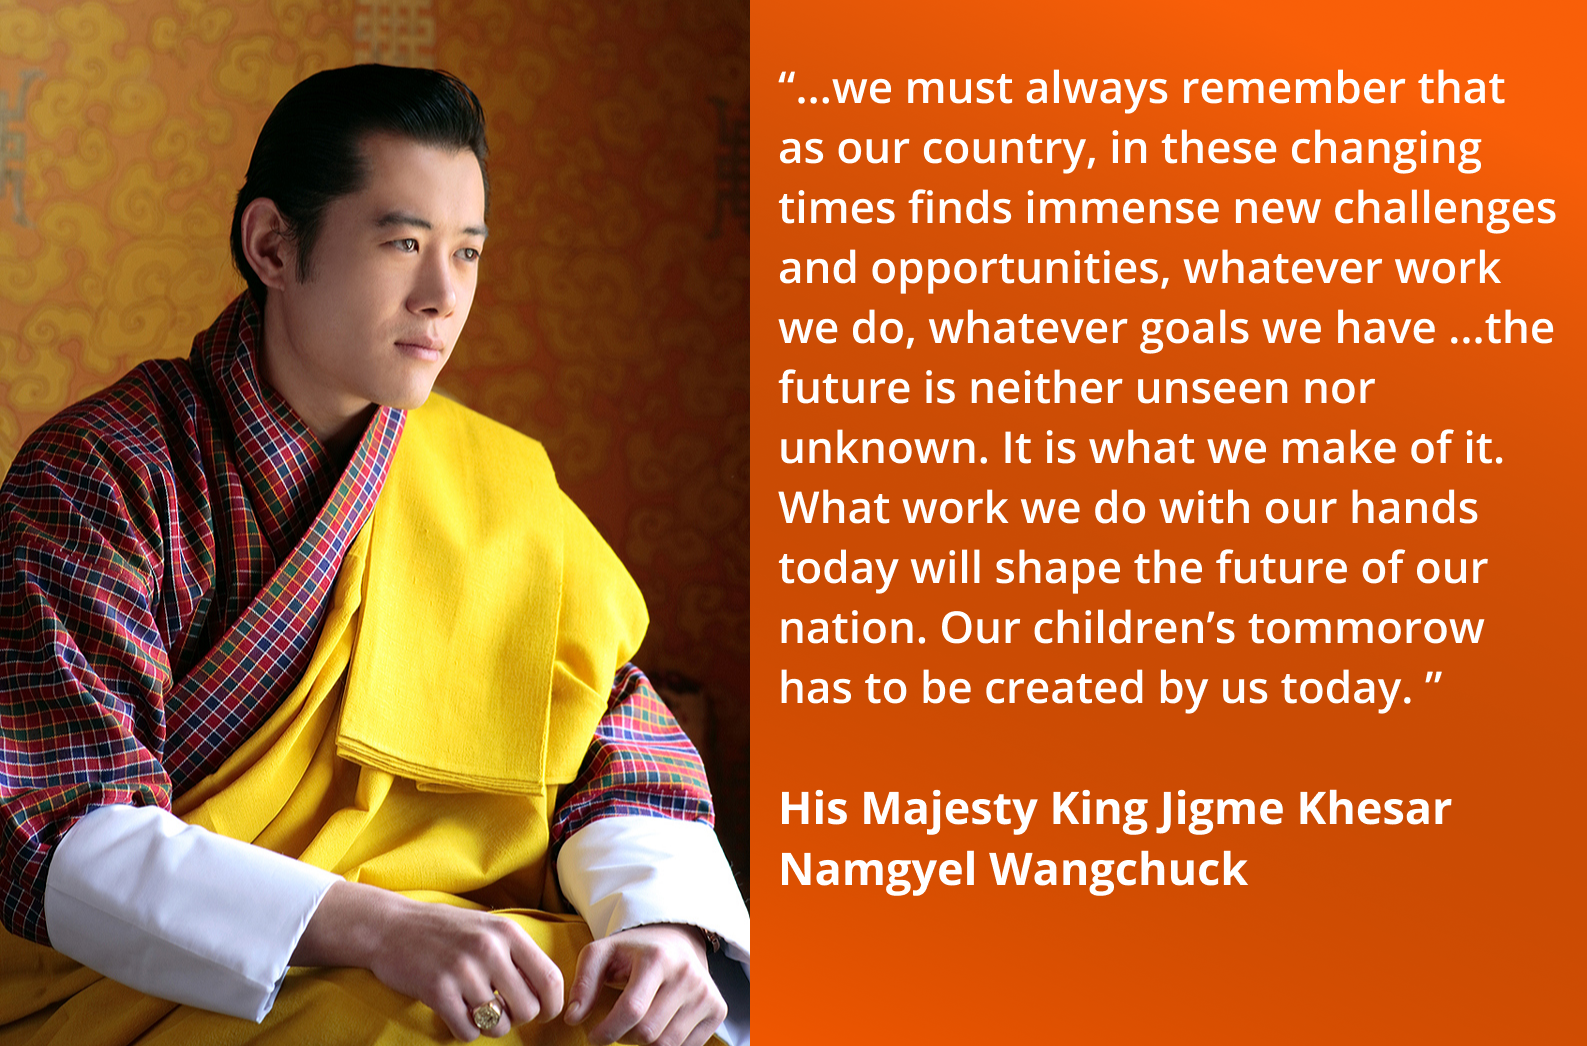 “...we must always remember that
as our country, in these changing
times finds immense new challenges
and opportunities, whatever work
we do, whatever goals we have ...the
future is neither unseen nor
unknown. It is what we make of it.
What work we do with our hands
today will shape the future of our
nation. Our children’s tommorow
has to be created by us today. ”
His Majesty King Jigme Khesar
Namgyel Wangchuck